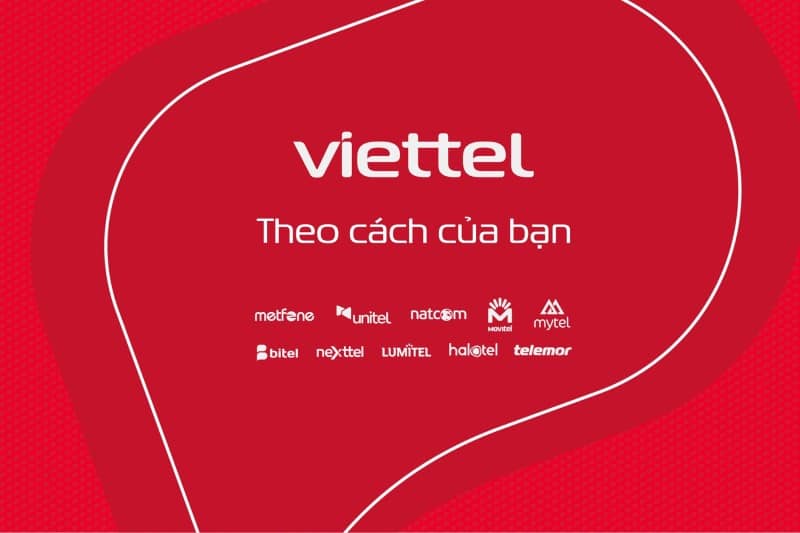 viettel
Theo cách của bạn
metfone unitel natcom MOVITEL mytel
bitel nexttel LUMITEL halotel telemor